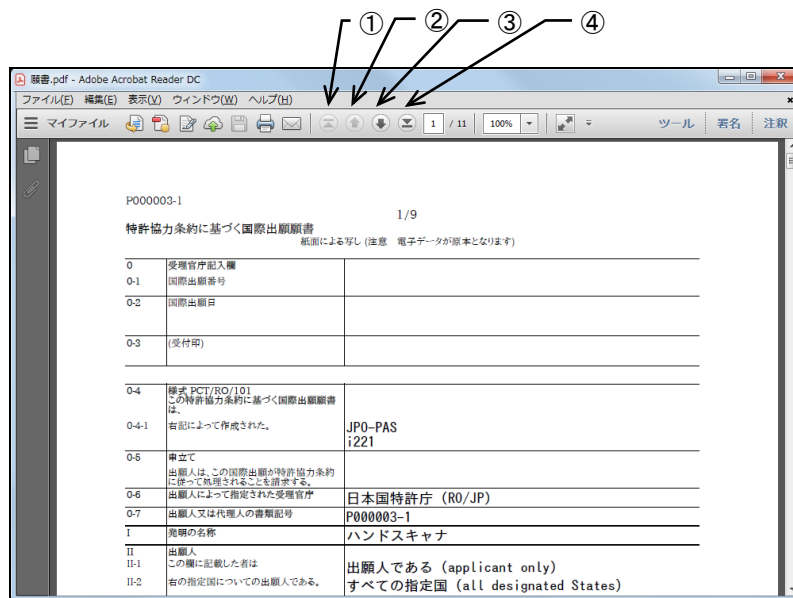 ① ② ③ ④
願書.pdf - Adobe Acrobat Reader DC
ファイル(F) 編集(E) 表示(V) ウィンドウ(W) ヘルプ(H)
マイファイル 1 / 11 100% ツール 署名 注釈
P000003-1
1/9
特許協力条約に基づく国際出願願書
紙面による写し(注意 電子データが原本となります)
0 受理官庁記入欄
0-1 国際出願番号
0-2 国際出願日
0-3 (受付印)
0-4 様式 PCT/RO/101
この特許協力条約に基づく国際出願願書
は、
0-4-1 右記によって作成された。 JPO-PAS
i221
0-5 申立て
出願人は、この国際出願が特許協力条約
に従って処理されることを請求する。
0-6 出願人によって指定された受理官庁 日本国特許庁 (RO/JP)
0-7 出願人又は代理人の書類記号 P000003-1
I 発明の名称 ハンドスキャナ
II 出願人
II-1 この欄に記載した者は 出願人である (applicant only)
II-2 右の指定国についての出願人である。 すべての指定国 (all designated States)